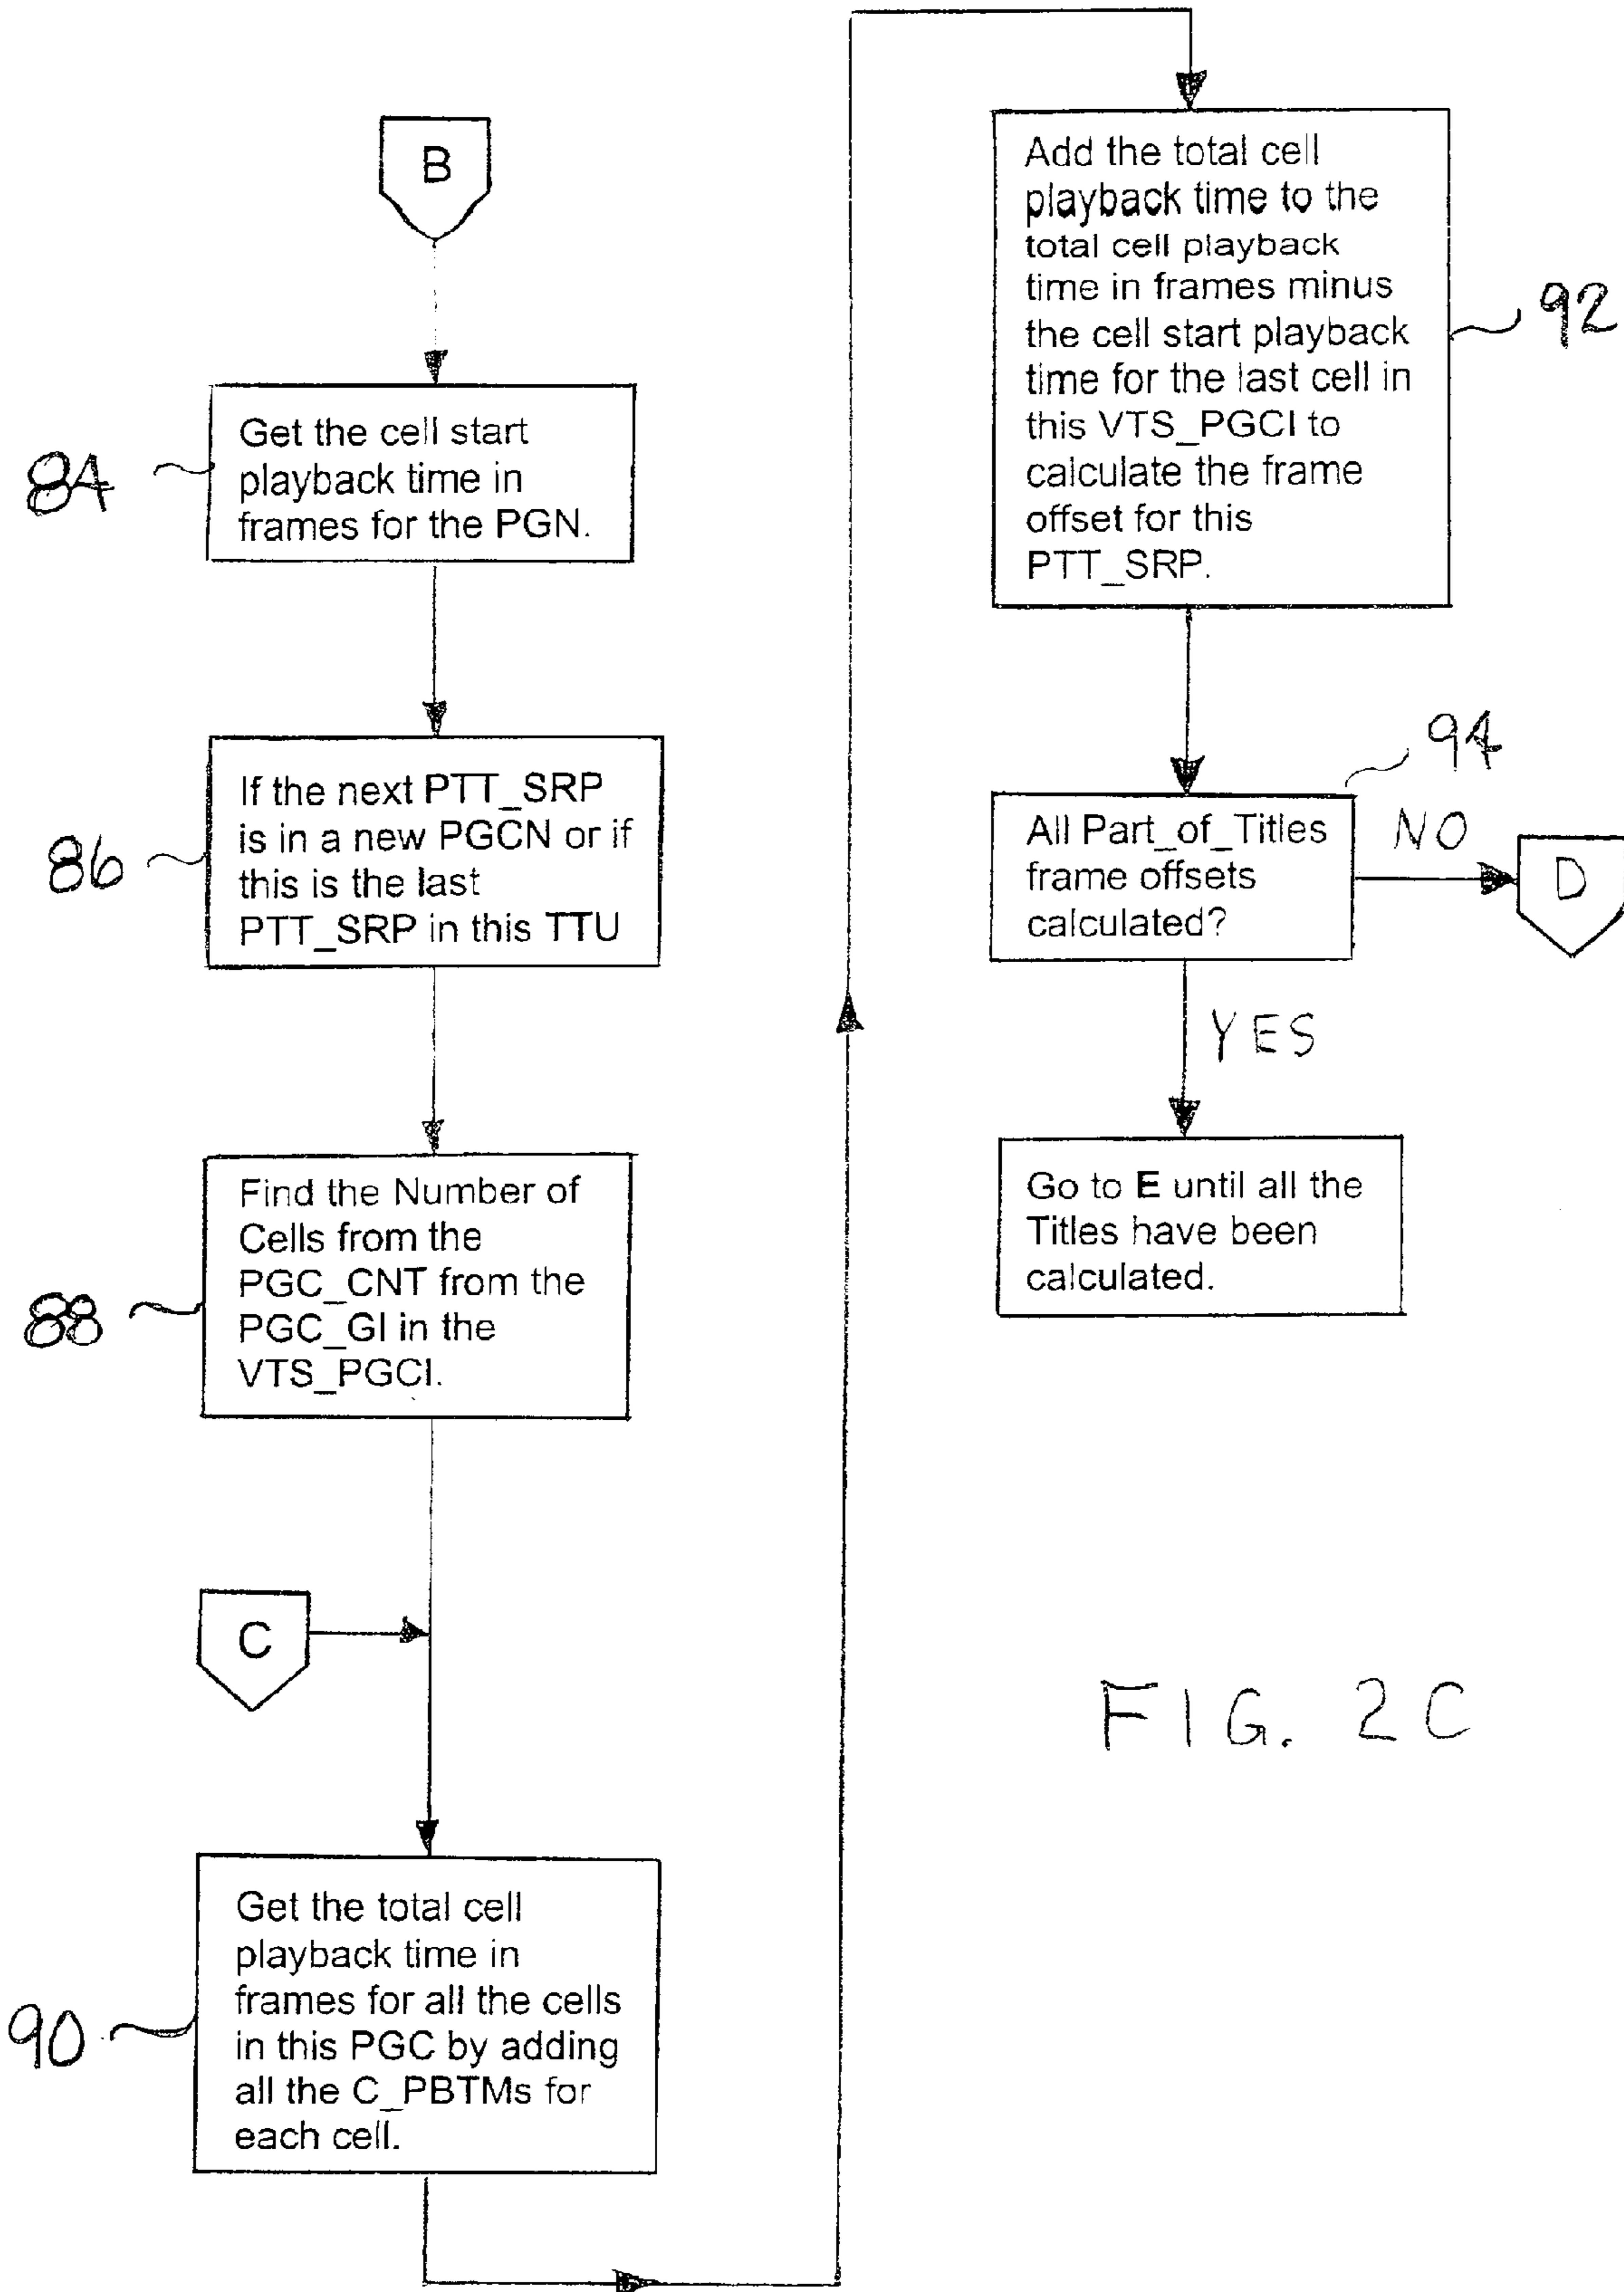 B
84
Get the cell start
playback time in
frames for the PGN.
86
If the next PTT_SRP
is in a new PGCN or if
this is the last
PTT_SRP in this TTU
88
Find the Number of
Cells from the
PGC_CNT from the
PGC_GI in the
VTS_PGCI.
C
90
Get the total cell
playback time in
frames for all the cells
in this PGC by adding
all the C_PBTMs for
each cell.
Add the total cell
playback time to the
total cell playback
time in frames minus
the cell start playback
time for the last cell in
this VTS_PGCI to
calculate the frame
offset for this
PTT_SRP.
92
94
All Part_of_Titles
frame offsets
calculated?
NO
D
YES
Go to E until all the
Titles have been
calculated.
FIG. 2C